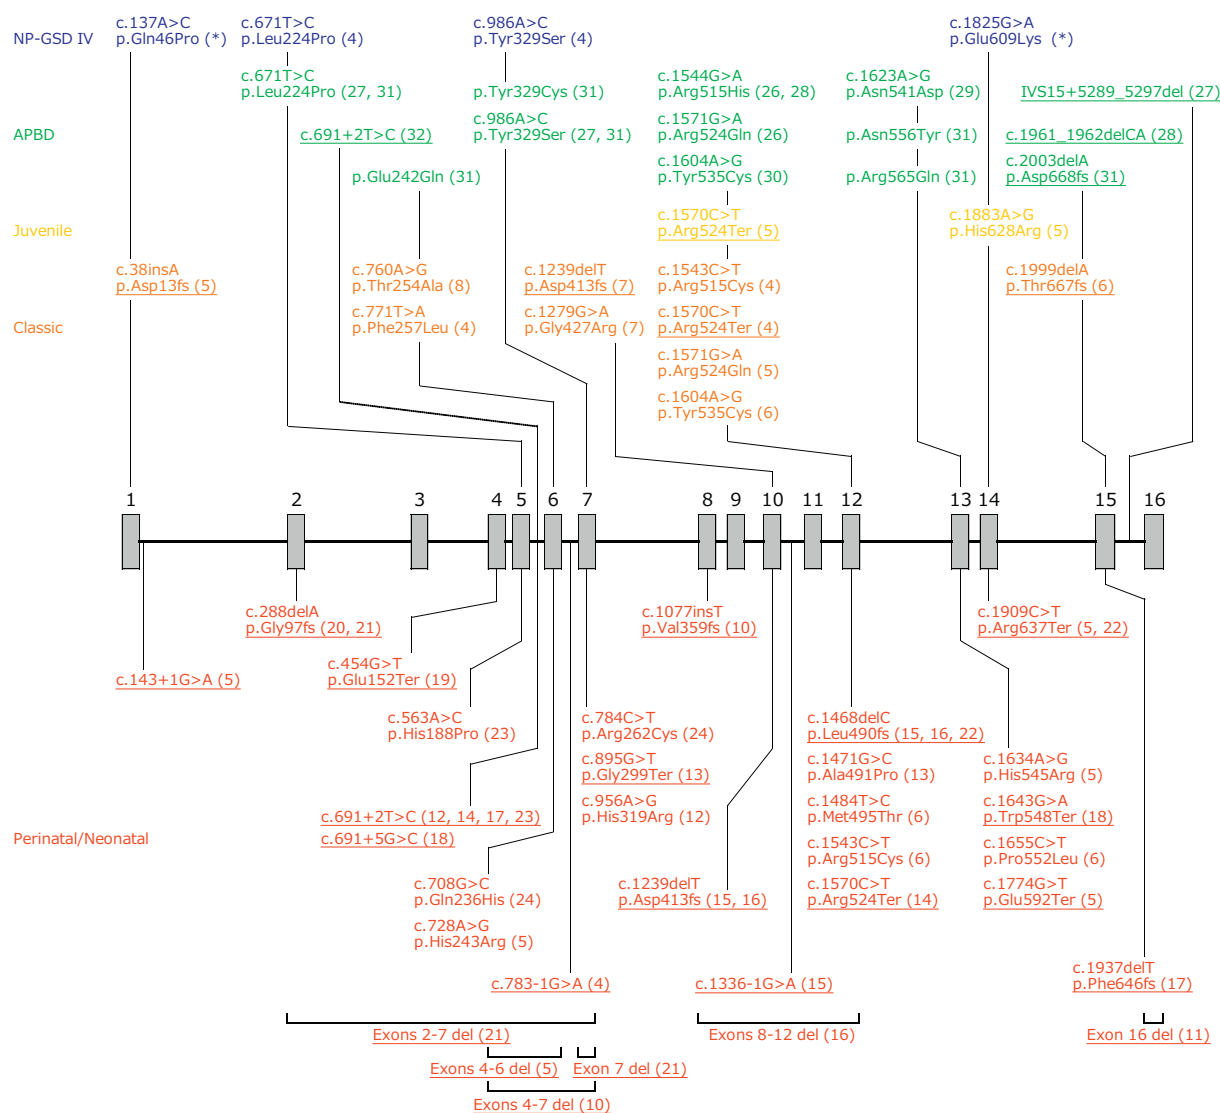 NP-GSD IV
c.137A>C
p.Gln46Pro (*)
c.671T>C
p.Leu224Pro (4)
c.986A>C
p.Tyr329Ser (4)
c.1825G>A
p.Glu609Lys (*)
APBD
c.671T>C
p.Leu224Pro (27, 31)
c.691+2T>C (32)
p.Glu242Gln (31)
p.Tyr329Cys (31)
c.986A>C
p.Tyr329Ser (27, 31)
c.1544G>A
p.Arg515His (26, 28)
c.1571G>A
p.Arg524Gln (26)
c.1604A>G
p.Tyr535Cys (30)
c.1623A>G
p.Asn541Asp (29)
p.Asn556Tyr (31)
p.Arg565Gln (31)
IVS15+5289_5297del (27)
c.1961_1962delCA (28)
c.2003delA
p.Asp668fs (31)
Juvenile
c.1570C>T
p.Arg524Ter (5)
c.1883A>G
p.His628Arg (5)
Classic
c.38insA
p.Asp13fs (5)
c.760A>G
p.Thr254Ala (8)
c.771T>A
p.Phe257Leu (4)
c.1239delT
p.Asp413fs (7)
c.1279G>A
p.Gly427Arg (7)
c.1543C>T
p.Arg515Cys (4)
c.1570C>T
p.Arg524Ter (4)
c.1571G>A
p.Arg524Gln (5)
c.1604A>G
p.Tyr535Cys (6)
c.1999delA
p.Thr667fs (6)
1 2 3 4 5 6 7 8 9 10 11 12 13 14 15 16
Perinatal/Neonatal
c.143+1G>A (5)
c.288delA
p.Gly97fs (20, 21)
c.454G>T
p.Glu152Ter (19)
c.563A>C
p.His188Pro (23)
c.691+2T>C (12, 14, 17, 23)
c.691+5G>C (18)
c.708G>C
p.Gln236His (24)
c.728A>G
p.His243Arg (5)
c.783-1G>A (4)
c.784C>T
p.Arg262Cys (24)
c.895G>T
p.Gly299Ter (13)
c.956A>G
p.His319Arg (12)
c.1077insT
p.Val359fs (10)
c.1239delT
p.Asp413fs (15, 16)
c.1336-1G>A (15)
c.1468delC
p.Leu490fs (15, 16, 22)
c.1471G>C
p.Ala491Pro (13)
c.1484T>C
p.Met495Thr (6)
c.1543C>T
p.Arg515Cys (6)
c.1570C>T
p.Arg524Ter (14)
c.1909C>T
p.Arg637Ter (5, 22)
c.1634A>G
p.His545Arg (5)
c.1643G>A
p.Trp548Ter (18)
c.1655C>T
p.Pro552Leu (6)
c.1774G>T
p.Glu592Ter (5)
c.1937delT
p.Phe646fs (17)
Exons 2-7 del (21)
Exons 8-12 del (16)
Exon 16 del (11)
Exons 4-6 del (5)
Exon 7 del (21)
Exons 4-7 del (10)